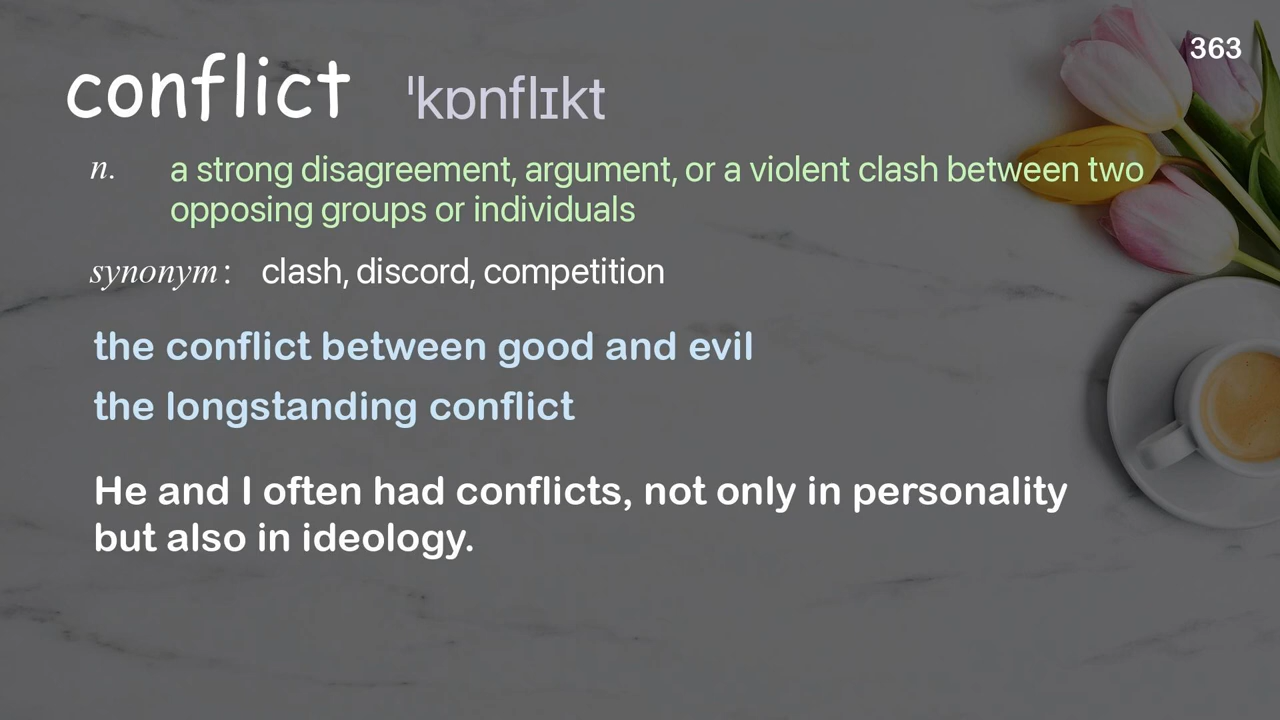 363
conflict ˈkɒnflɪkt
n. a strong disagreement, argument, or a violent clash between two
opposing groups or individuals
synonym: clash, discord, competition
the conflict between good and evil
the longstanding conflict
He and I often had conflicts, not only in personality
but also in ideology.